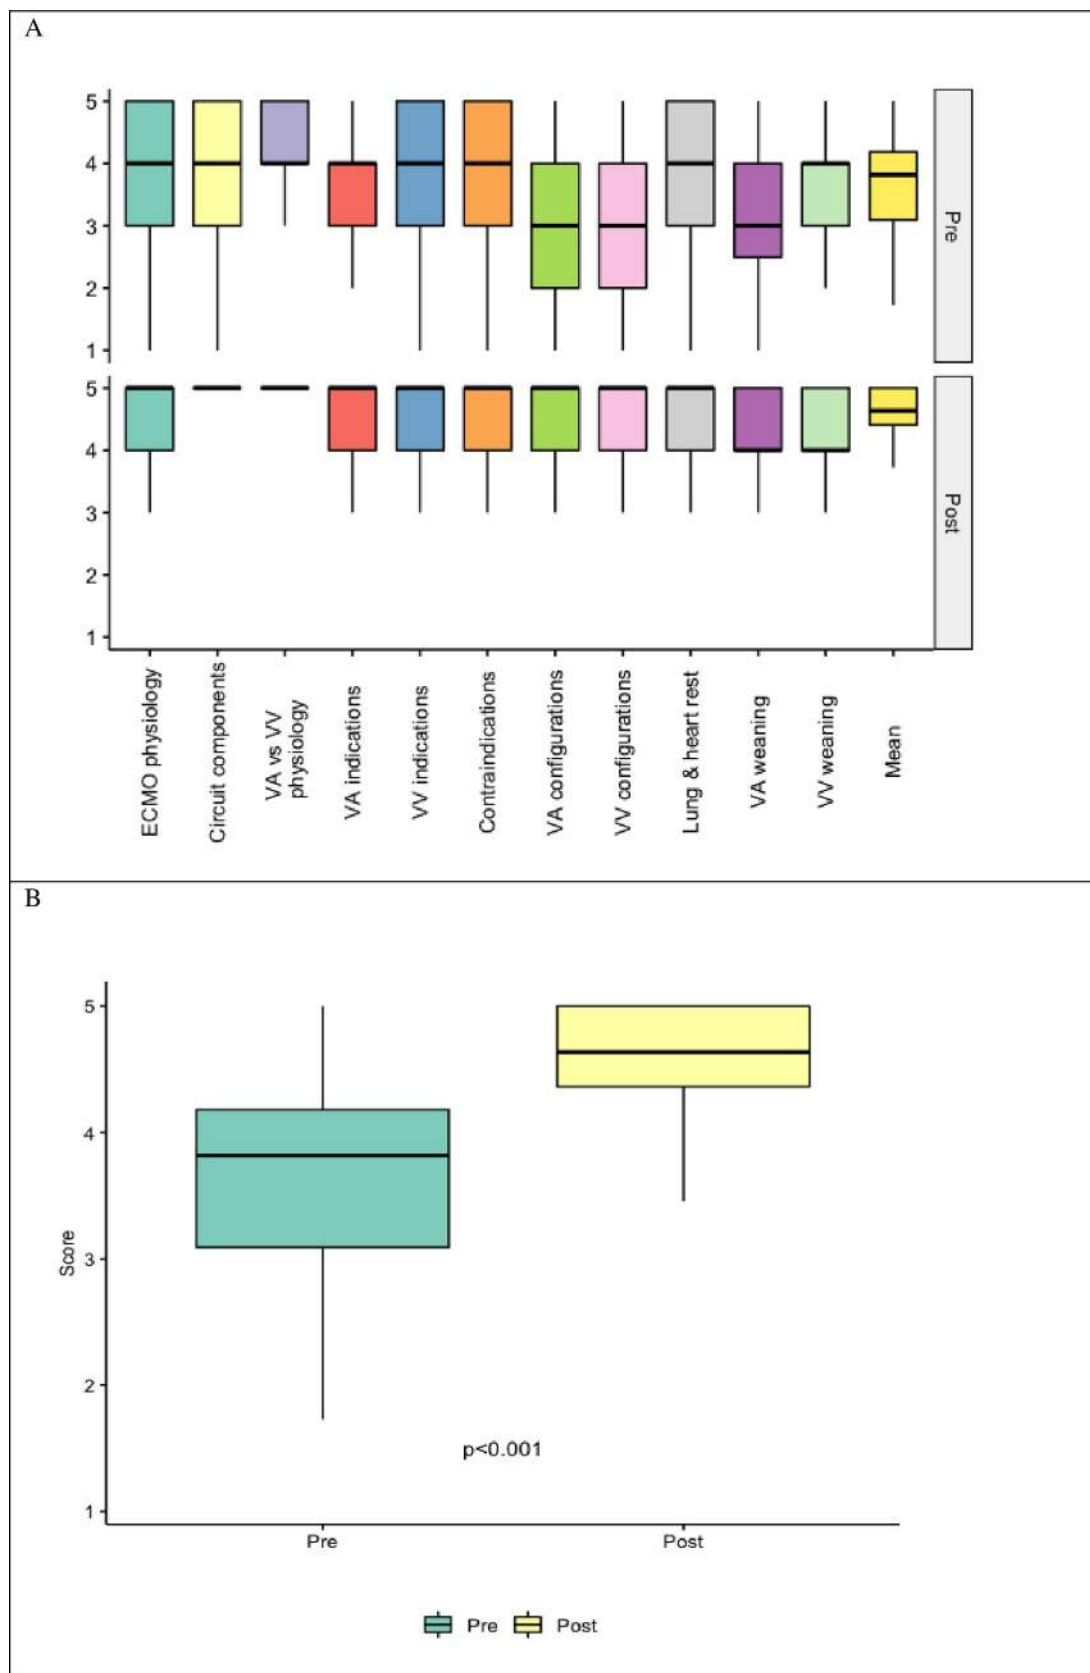 A
5
4
3
2
1
Pre
5
4
3
2
1
Post
ECMO physiology
Circuit components
VA vs VV
physiology
VA indications
VV indications
Contraindications
VA configurations
VV configurations
Lung & heart rest
VA weaning
VV weaning
Mean
B
5
4
3
2
1
Score
p<0.001
Pre
Post
Pre
Post